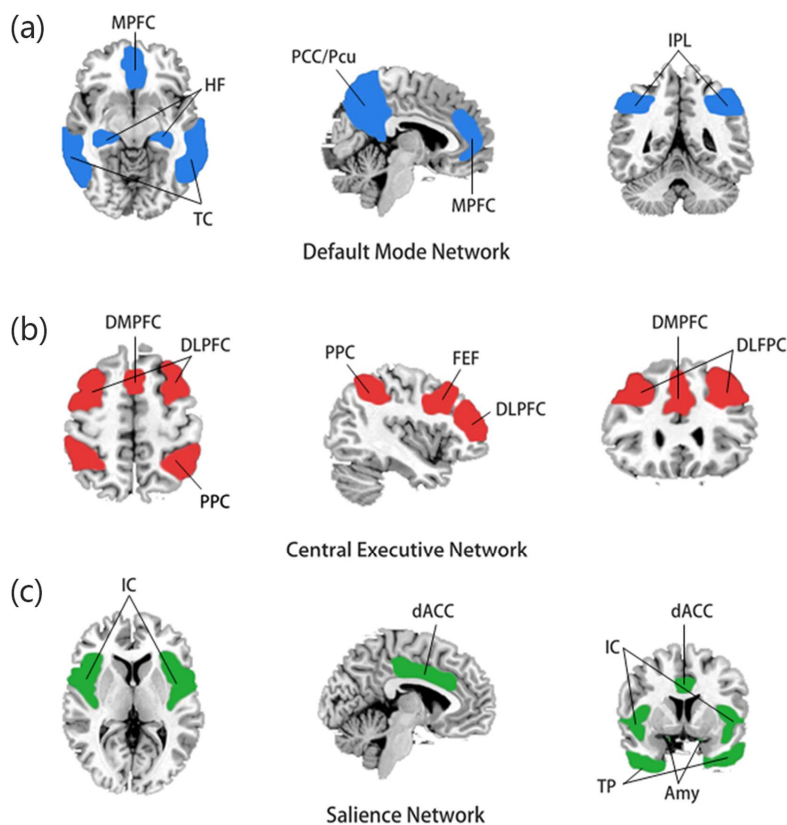 (a)
MPFC
HF
TC
PCC/Pcu
MPFC
IPL
Default Mode Network
(b)
DMPFC
DLPFC
PPC
PPC
FEF
DLPFC
DMPFC
DLFPC
Central Executive Network
(c)
IC
dACC
dACC
IC
TP
Amy
Salience Network